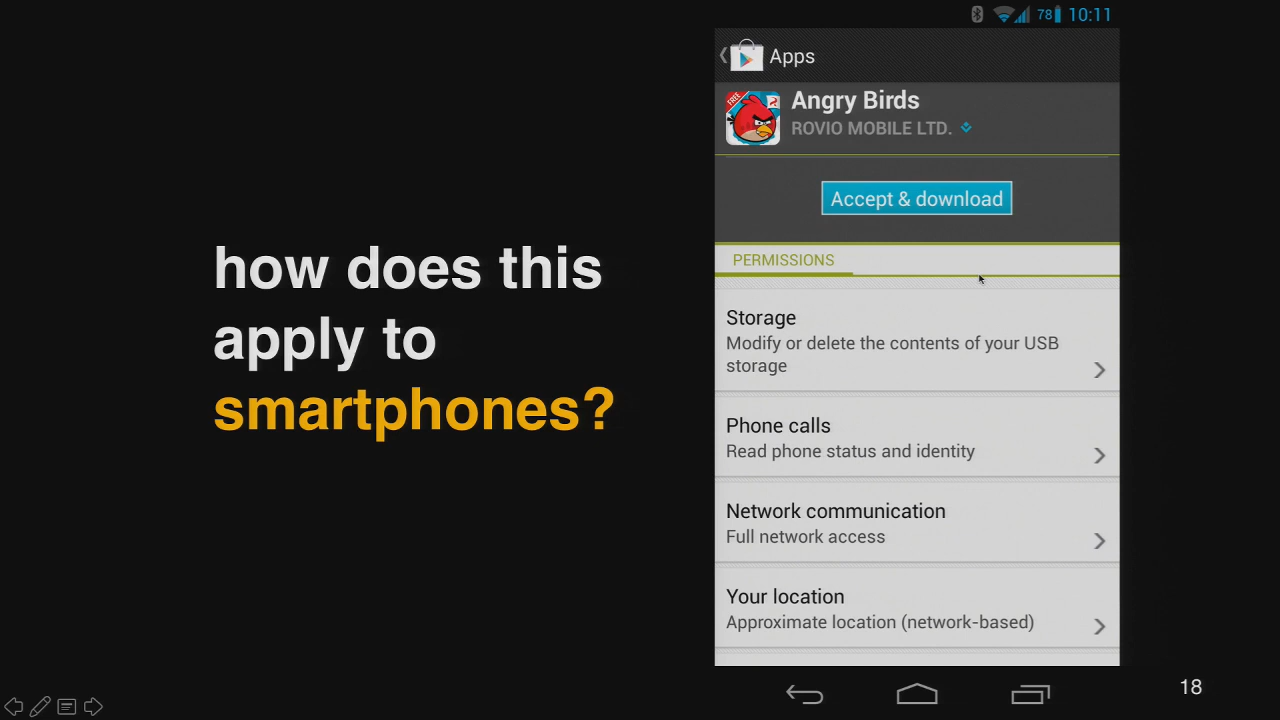 how does this
apply to
smartphones?
78 10:11
Apps
FREE
Angry Birds
ROVIO MOBILE LTD.
Accept & download
PERMISSIONS
Storage
Modify or delete the contents of your USB
storage
Phone calls
Read phone status and identity
Network communication
Full network access
Your location
Approximate location (network-based)
18